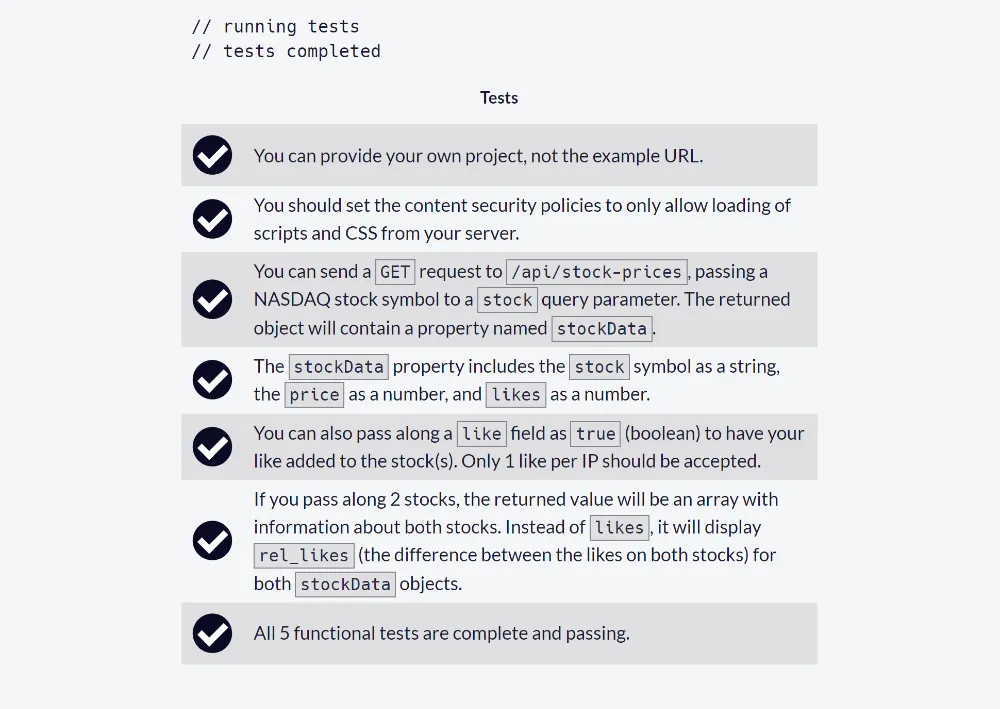 // running tests
// tests completed
Tests
You can provide your own project, not the example URL.
You should set the content security policies to only allow loading of
scripts and CSS from your server.
You can send a GET request to /api/stock-prices, passing a
NASDAQ stock symbol to a stock query parameter. The returned
object will contain a property named stockData.
The stockData property includes the stock symbol as a string,
the price as a number, and likes as a number.
You can also pass along a like field as true (boolean) to have your
like added to the stock(s). Only 1 like per IP should be accepted.
If you pass along 2 stocks, the returned value will be an array with
information about both stocks. Instead of likes, it will display
rel_likes (the difference between the likes on both stocks) for
both stockData objects.
All 5 functional tests are complete and passing.